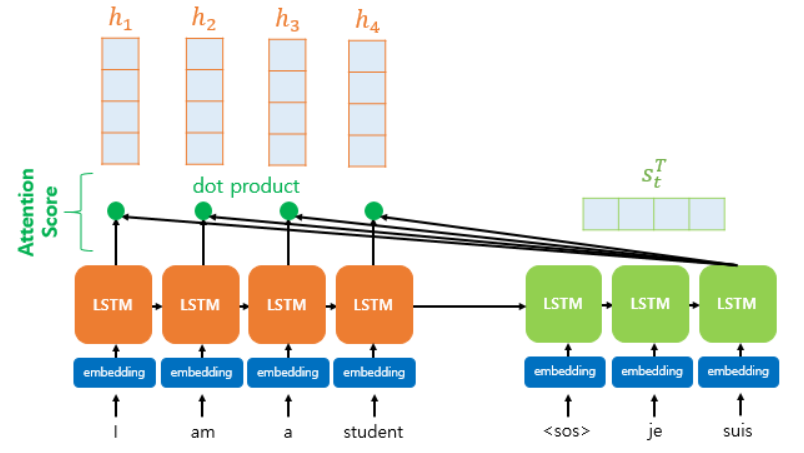 h₁ h₂ h₃ h₄
s_t^T
Attention Score
dot product
LSTM LSTM LSTM LSTM LSTM LSTM LSTM
embedding embedding embedding embedding embedding embedding embedding
I am a student <sos> je suis